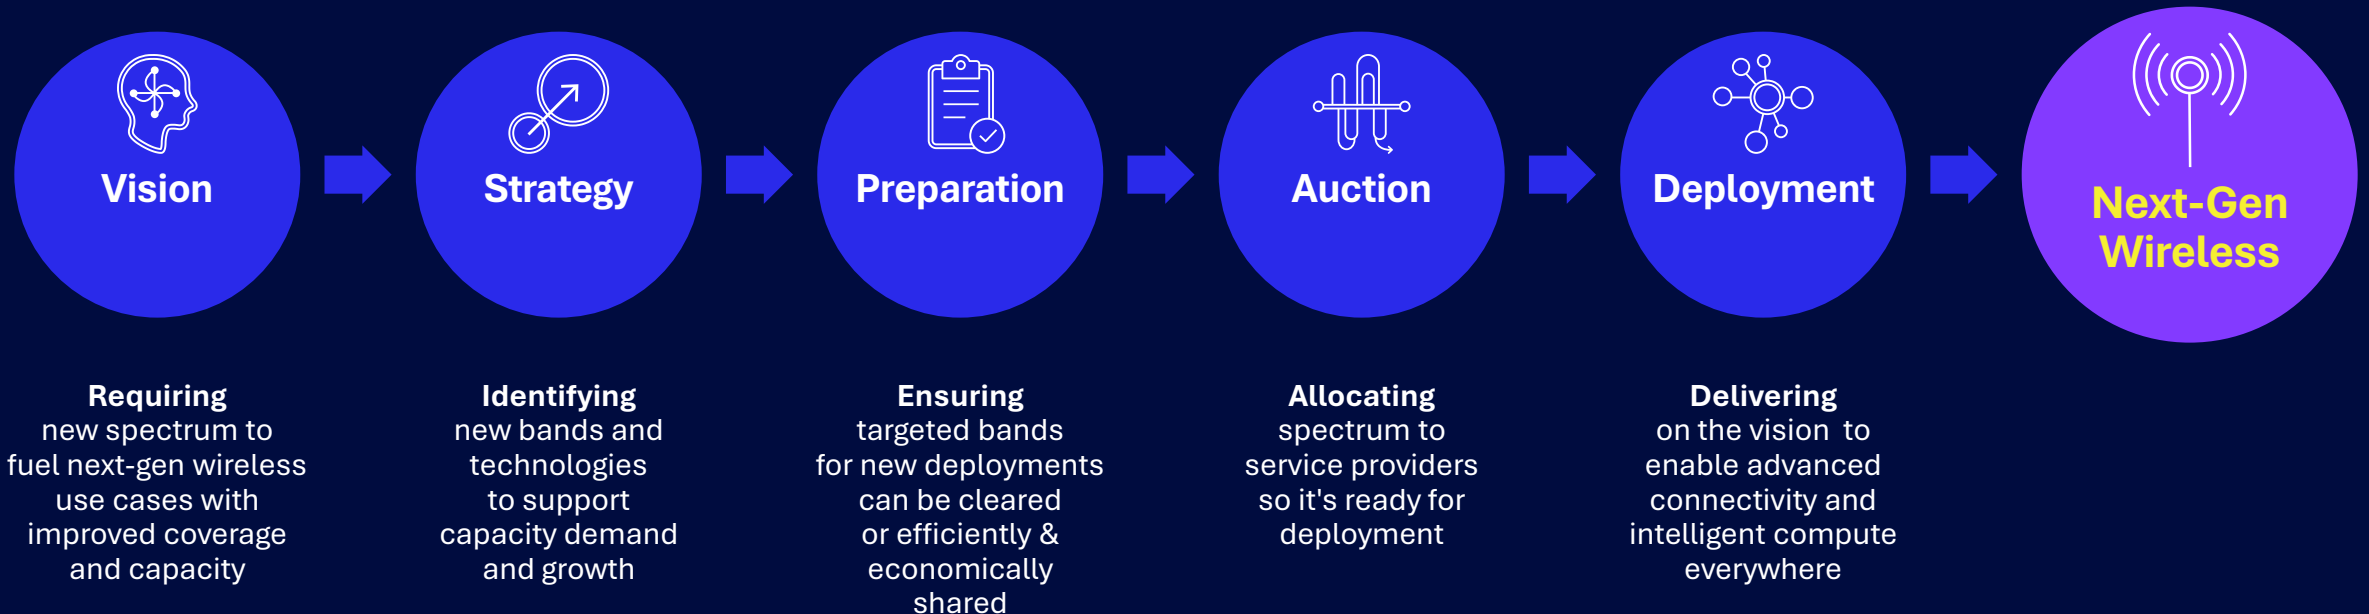 Vision
Strategy
Preparation
Auction
Deployment
Next-Gen
Wireless
Requiring
new spectrum to
fuel next-gen wireless
use cases with
improved coverage
and capacity
Identifying
new bands and
technologies
to support
capacity demand
and growth
Ensuring
targeted bands
for new deployments
can be cleared
or efficiently &
economically
shared
Allocating
spectrum to
service providers
so it's ready for
deployment
Delivering
on the vision to
enable advanced
connectivity and
intelligent compute
everywhere